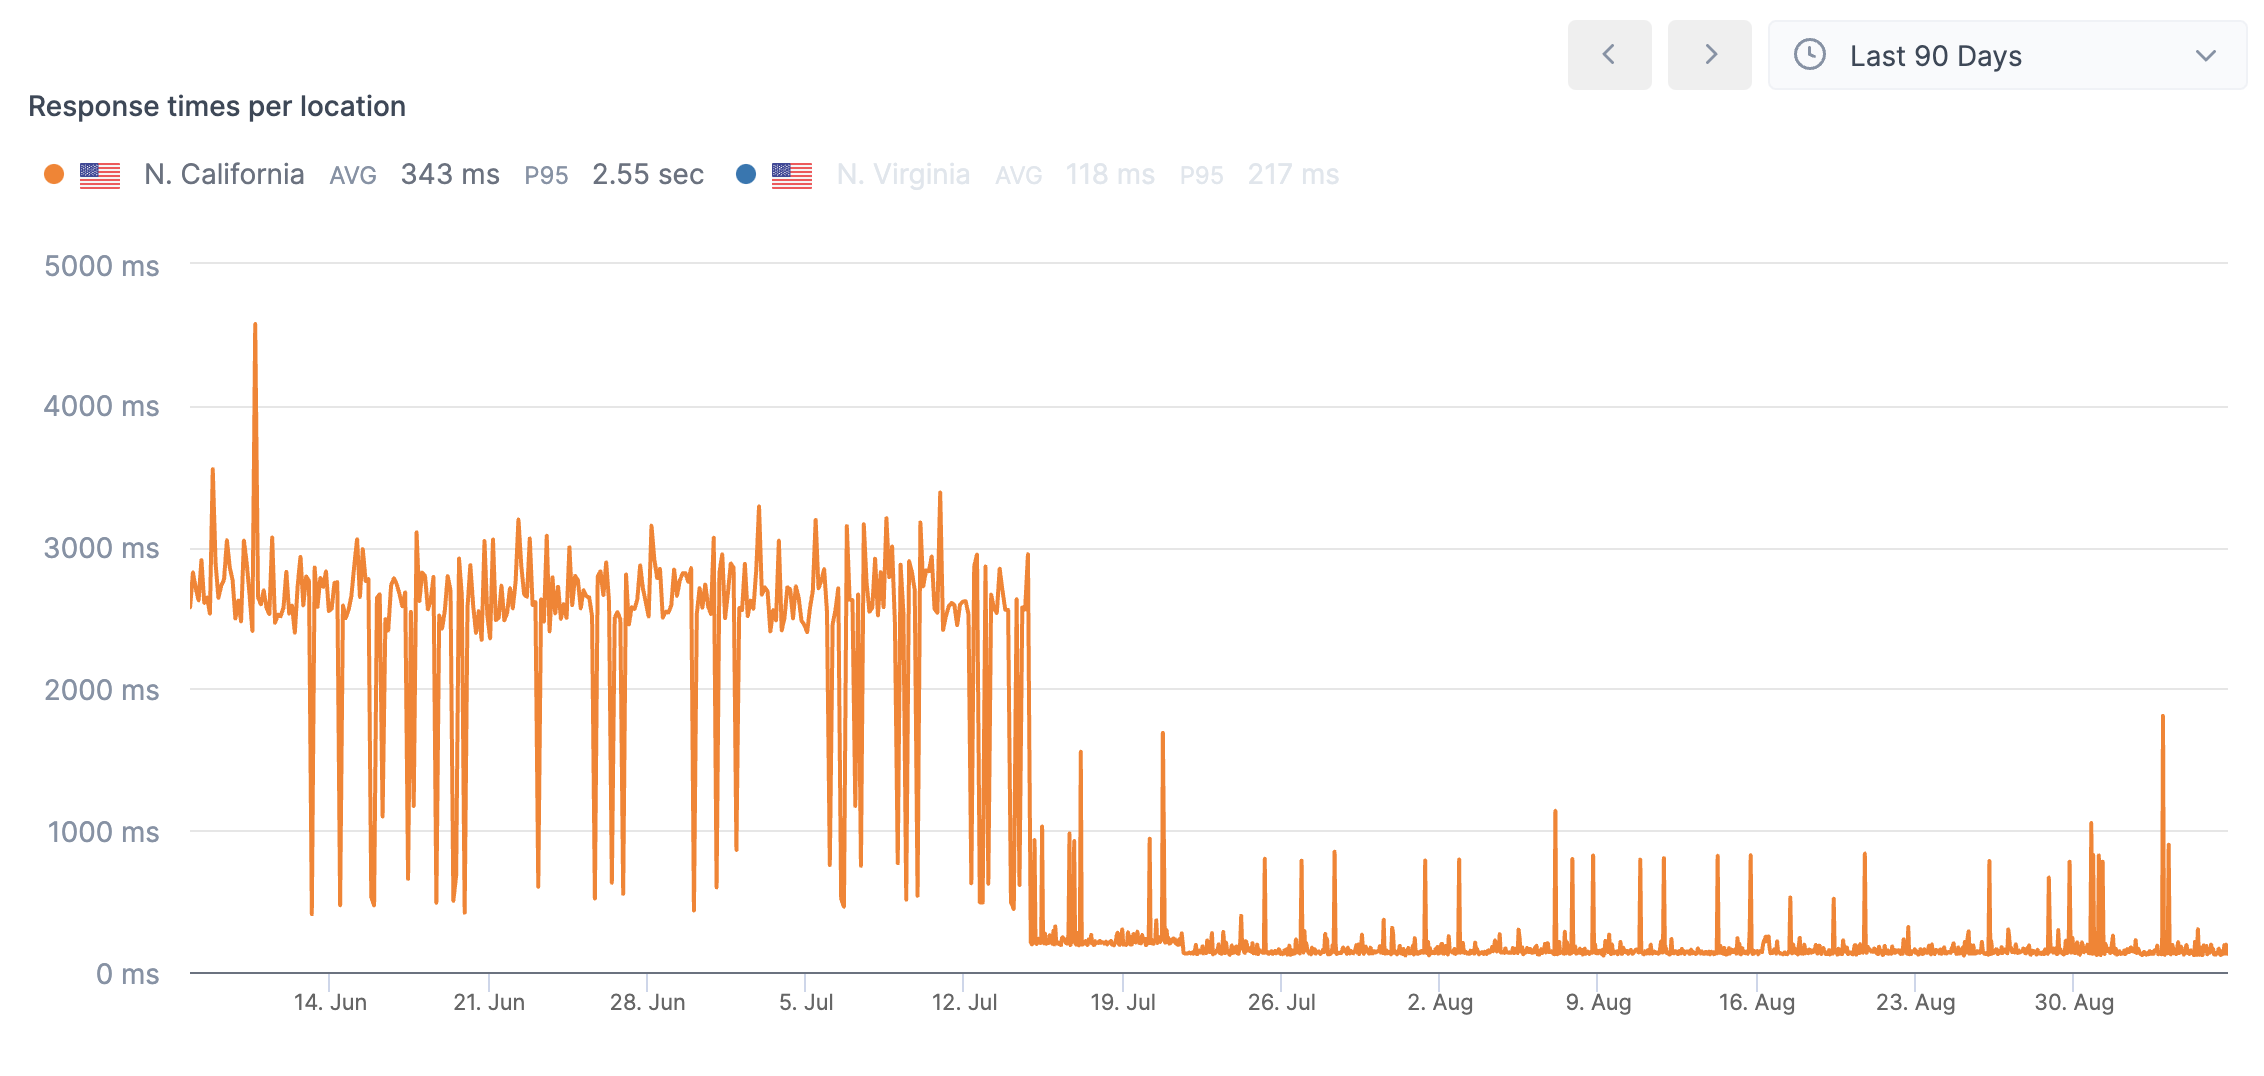 Last 90 Days
Response times per location
N. California AVG 343 ms P95 2.55 sec N. Virginia AVG 118 ms P95 217 ms
5000 ms
4000 ms
3000 ms
2000 ms
1000 ms
0 ms
14. Jun 21. Jun 28. Jun 5. Jul 12. Jul 19. Jul 26. Jul 2. Aug 9. Aug 16. Aug 23. Aug 30. Aug